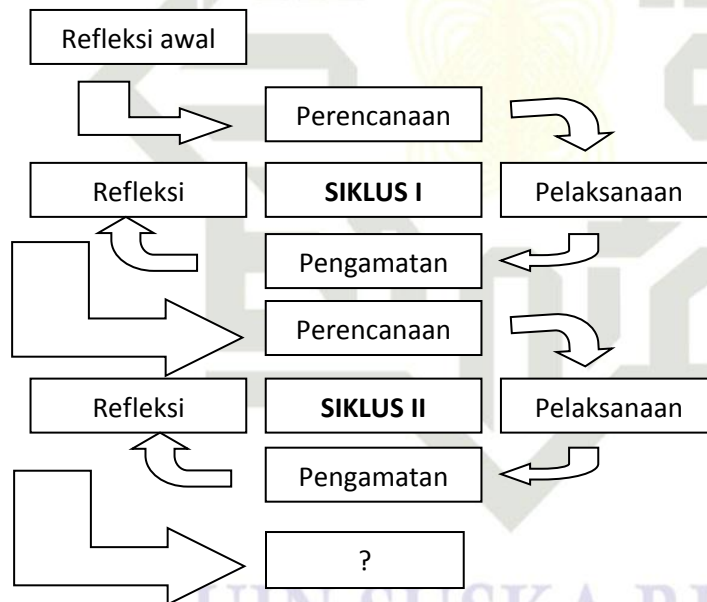 Refleksi awal
Perencanaan
Refleksi
SIKLUS I
Pelaksanaan
Pengamatan
Perencanaan
Refleksi
SIKLUS II
Pelaksanaan
Pengamatan
?